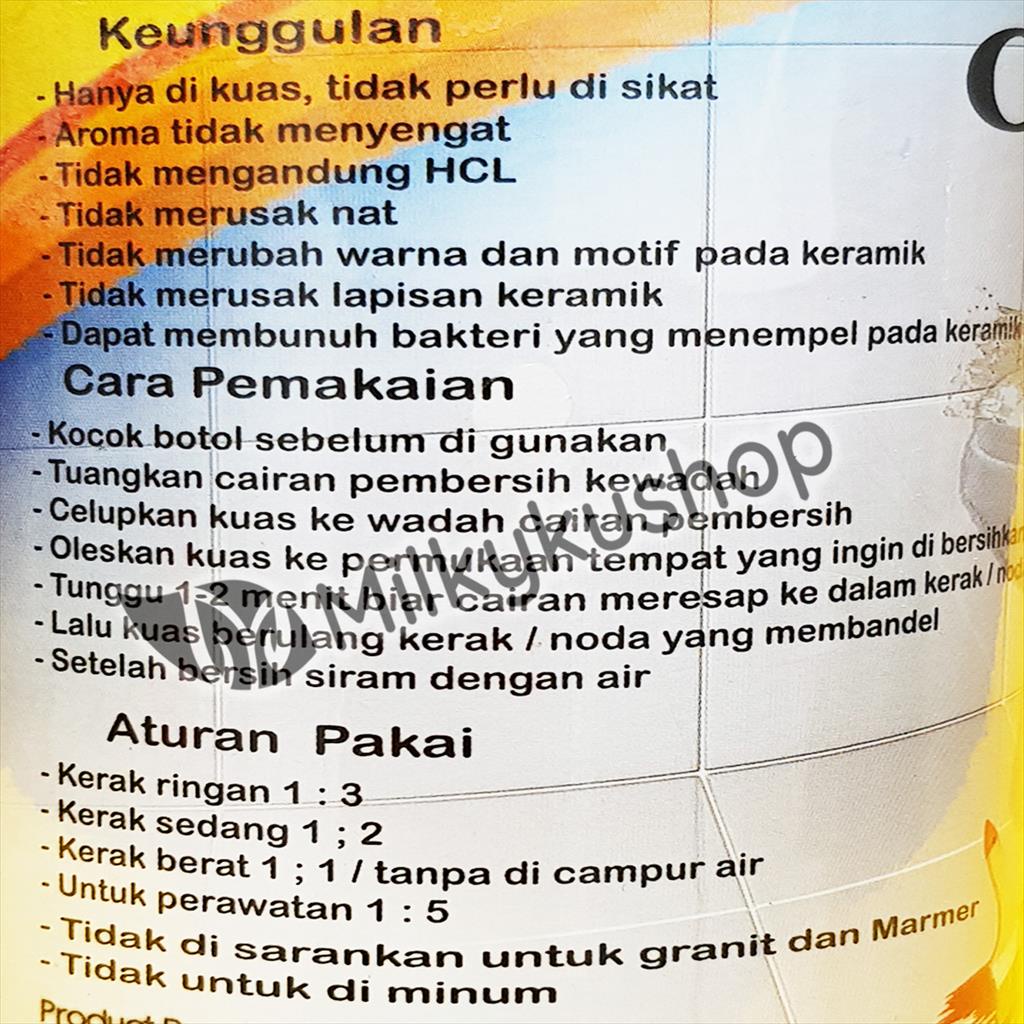 Keunggulan
- Hanya di kuas, tidak perlu di sikat
- Aroma tidak menyengat
- Tidak mengandung HCL
- Tidak merusak nat
- Tidak merubah warna dan motif pada keramik
- Tidak merusak lapisan keramik
- Dapat membunuh bakteri yang menempel pada keramik
Cara Pemakaian
- Kocok botol sebelum di gunakan
- Tuangkan cairan pembersih kewadah
- Celupkan kuas ke wadah cairan pembersih
- Oleskan kuas ke permukaan tempat yang ingin di bersihkan
- Tunggu 1-2 menit biar cairan meresap ke dalam kerak / noda
- Lalu kuas berulang kerak / noda yang membandel
- Setelah bersih siram dengan air
Milkykushop
Aturan Pakai
- Kerak ringan 1 : 3
- Kerak sedang 1 ; 2
- Kerak berat 1 ; 1 / tanpa di campur air
- Untuk perawatan 1 : 5
- Tidak di sarankan untuk granit dan Marmer
- Tidak untuk di minum
Product